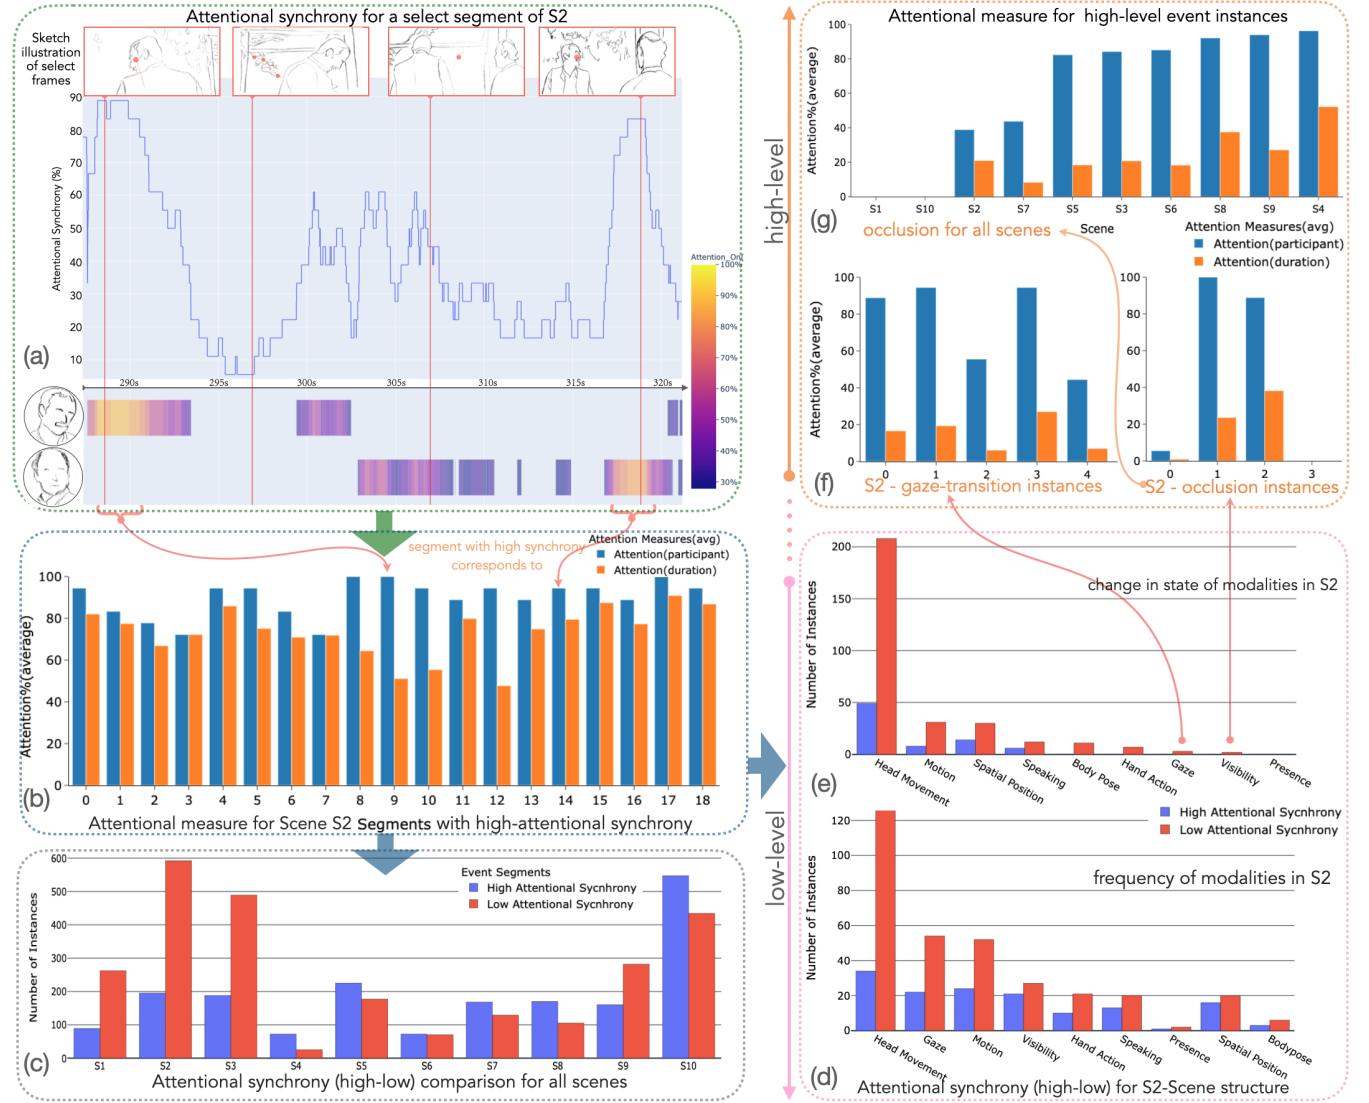 Attentional synchrony for a select segment of S2
Sketch
illustration
of select
frames
Attentional Synchrony (%)
90
80
70
60
50
40
30
20
10
(a)
290s
295s
300s
305s
310s
315s
320s
Attention_On
100%
90%
80%
70%
60%
50%
40%
30%
segment with high synchrony
corresponds to
Attention Measures(avg)
Attention(participant)
Attention(duration)
Attention%(average)
100
80
60
40
20
0
(b)
0 1 2 3 4 5 6 7 8 9 10 11 12 13 14 15 16 17 18
Attentional measure for Scene S2 Segments with high-attentional synchrony
Number of Instances
600
500
400
300
200
100
0
Event Segments
High Attentional Sycnhrony
Low Attentional Sycnhrony
(c)
S1 S2 S3 S4 S5 S6 S7 S8 S9 S10
Attentional synchrony (high-low) comparison for all scenes
high-level
low-level
Attentional measure for high-level event instances
Attention%(average)
100
80
60
40
20
0
(g)
S1 S10 S2 S7 S5 S3 S6 S8 S9 S4
occlusion for all scenes
Scene
Attention Measures(avg)
Attention(participant)
Attention(duration)
Attention%(average)
100
80
60
40
20
0
(f)
0 1 2 3 4
S2 - gaze-transition instances
100
80
60
40
20
0
0 1 2 3
S2 - occlusion instances
change in state of modalities in S2
Number of Instances
200
150
100
50
0
(e)
Head Movement
Motion
Spatial Position
Speaking
Body Pose
Hand Action
Gaze
Visibility
Presence
High Attentional Sycnhrony
Low Attentional Sycnhrony
frequency of modalities in S2
Number of Instances
120
100
80
60
40
20
0
(d)
Head Movement
Gaze
Motion
Visibility
Hand Action
Speaking
Presence
Spatial Position
Bodypose
Attentional synchrony (high-low) for S2-Scene structure